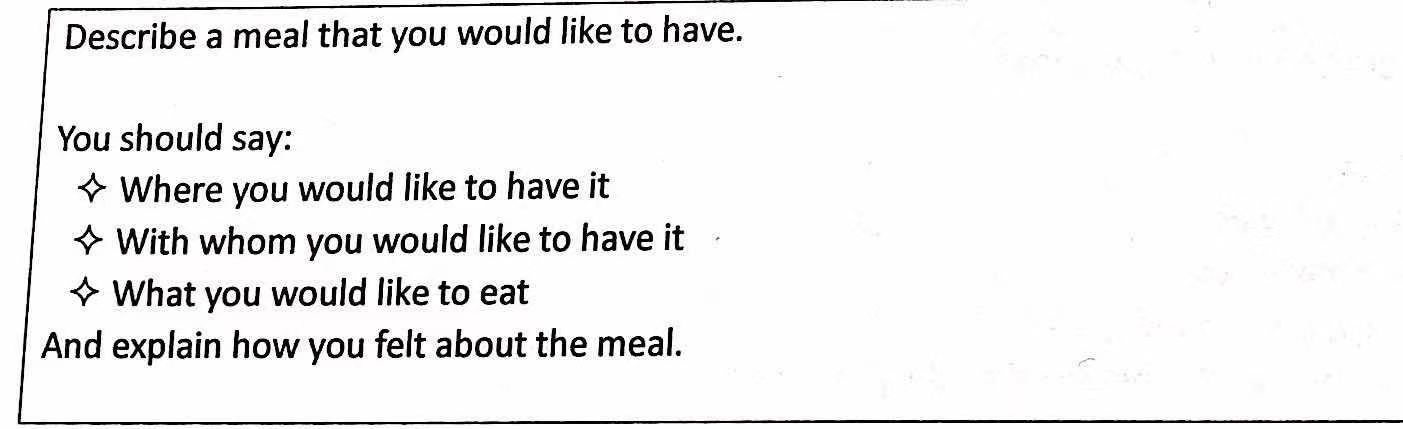 Describe a meal that you would like to have.
You should say:
✧ Where you would like to have it
✧ With whom you would like to have it
✧ What you would like to eat
And explain how you felt about the meal.